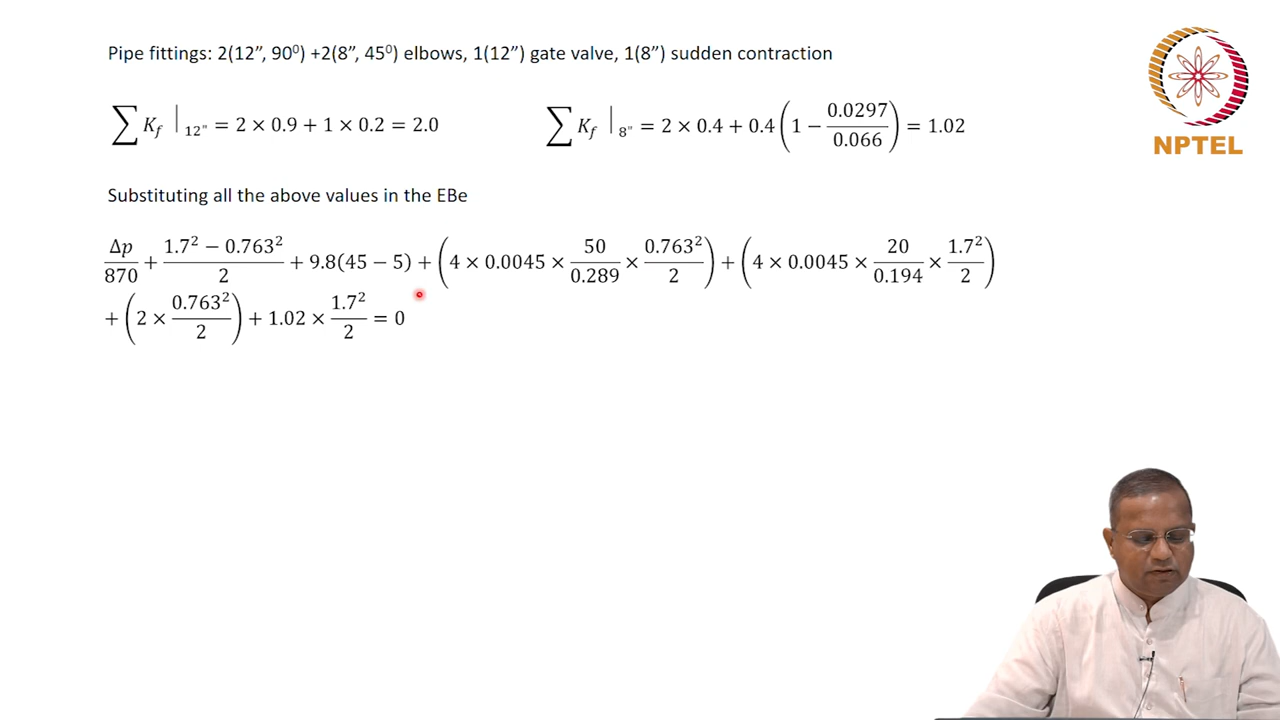 Pipe fittings: 2(12”, 90⁰) +2(8”, 45⁰) elbows, 1(12”) gate valve, 1(8”) sudden contraction
∑ K_f |_12" = 2 × 0.9 + 1 × 0.2 = 2.0
∑ K_f |_8" = 2 × 0.4 + 0.4 (1 − 0.0297/0.066) = 1.02
NPTEL
Substituting all the above values in the EBe
Δp/870 + (1.7² − 0.763²)/2 + 9.8(45 − 5) + (4 × 0.0045 × 50/0.289 × 0.763²/2) + (4 × 0.0045 × 20/0.194 × 1.7²/2)
+ (2 × 0.763²/2) + 1.02 × 1.7²/2 = 0